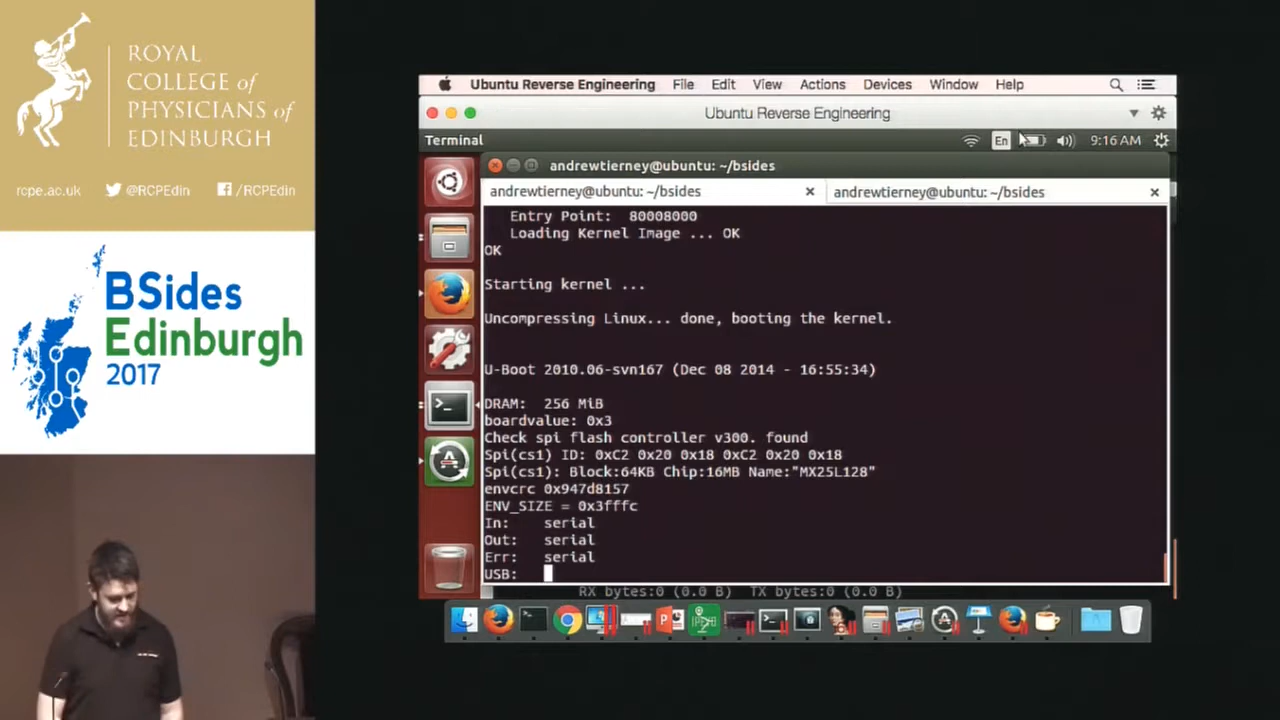 ROYAL
COLLEGE of
PHYSICIANS of
EDINBURGH
rcpe.ac.uk @RCPEdin /RCPEdin
BSides
Edinburgh
2017
Ubuntu Reverse Engineering File Edit View Actions Devices Window Help
Ubuntu Reverse Engineering
Terminal En 9:16 AM
andrewtierney@ubuntu: ~/bsides
andrewtierney@ubuntu: ~/bsides × andrewtierney@ubuntu: ~/bsides ×
Entry Point: 80008000
Loading Kernel Image ... OK
OK
Starting kernel ...
Uncompressing Linux... done, booting the kernel.
U-Boot 2010.06-svn167 (Dec 08 2014 - 16:55:34)
DRAM: 256 MiB
boardvalue: 0x3
Check spi flash controller v300. found
Spi(cs1) ID: 0xC2 0x20 0x18 0xC2 0x20 0x18
Spi(cs1): Block:64KB Chip:16MB Name:"MX25L128"
envcrc 0x947d8157
ENV_SIZE = 0x3fffc
In: serial
Out: serial
Err: serial
USB:
RX bytes:0 (0.0 B) TX bytes:0 (0.0 B)